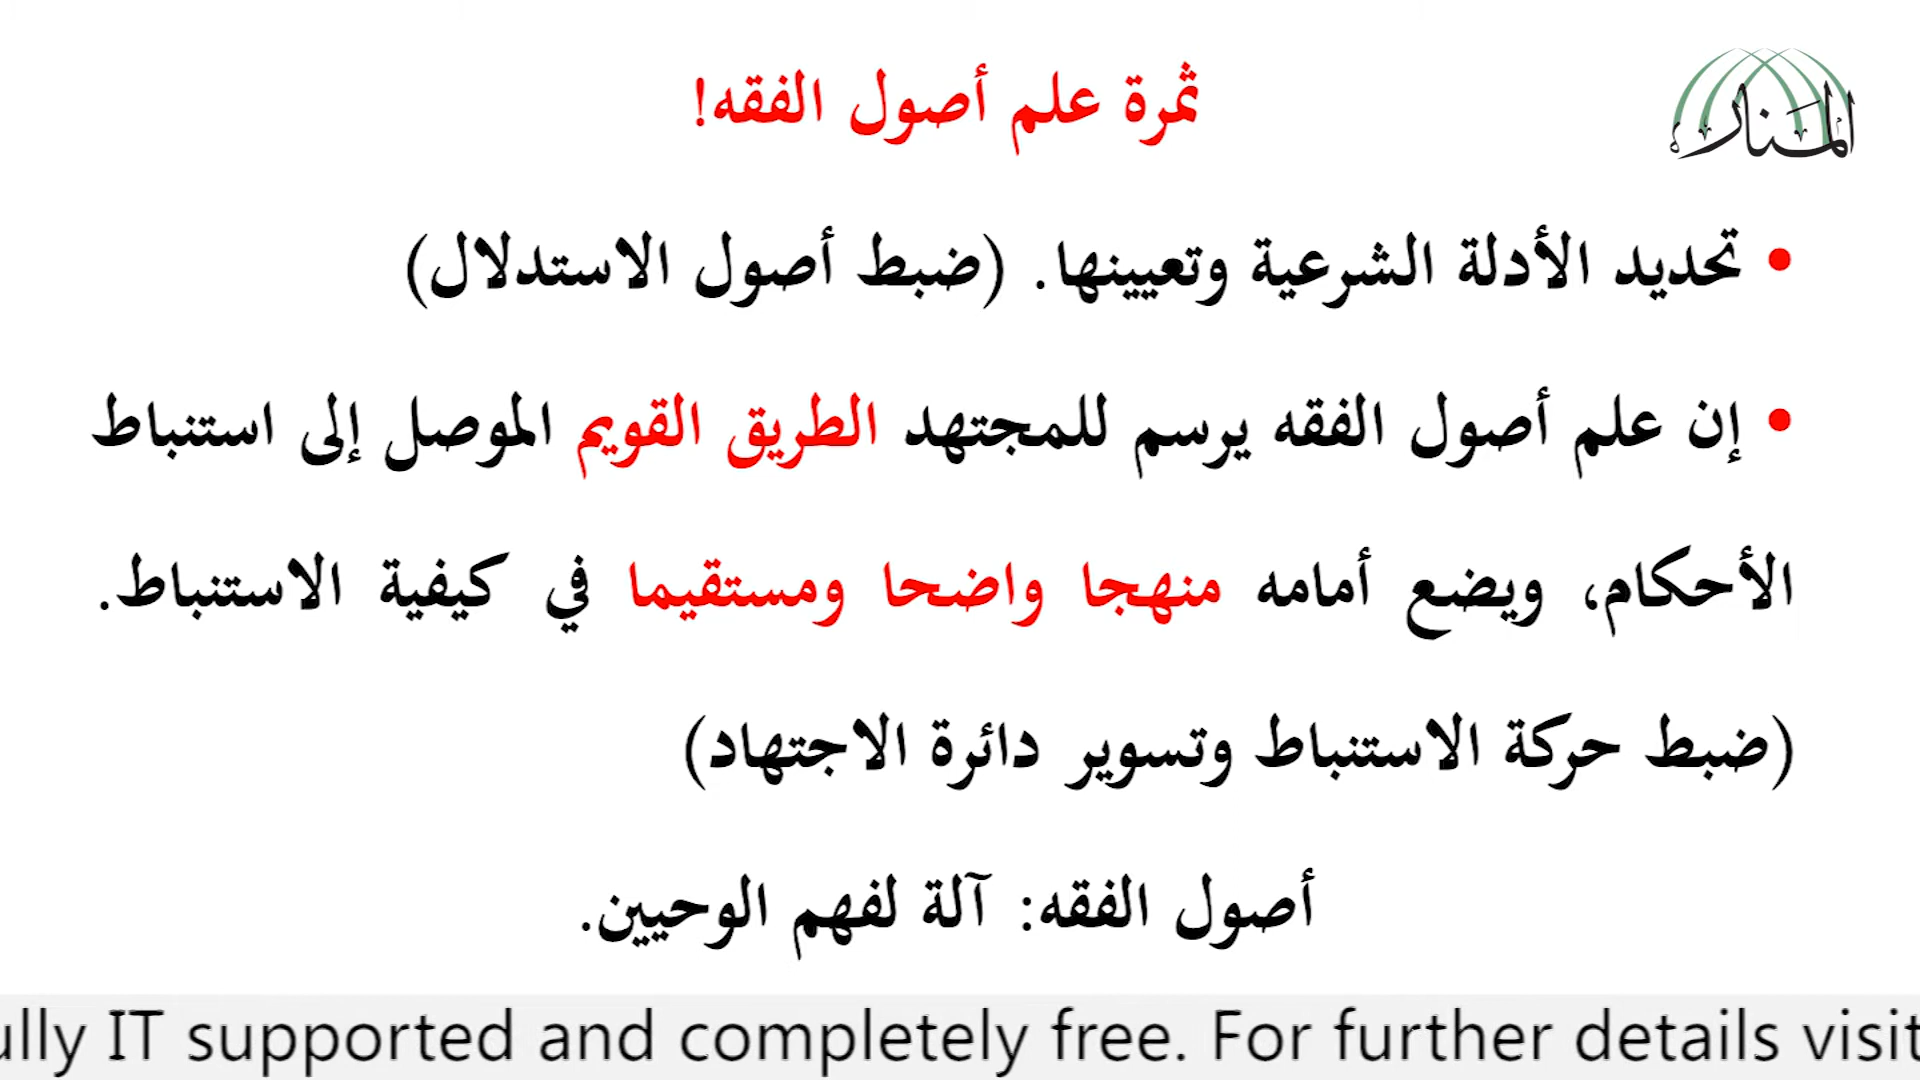 ثمرة علم أصول الفقه!
المنار
• تحديد الأدلة الشرعية وتعيينها. (ضبط أصول الاستدلال)
• إن علم أصول الفقه يرسم للمجتهد الطريق القويم الموصل إلى استنباط
الأحكام، ويضع أمامه منهجا واضحا ومستقيما في كيفية الاستنباط.
(ضبط حركة الاستنباط وتسوير دائرة الاجتهاد)
أصول الفقه: آلة لفهم الوحيين.
ully IT supported and completely free. For further details visit